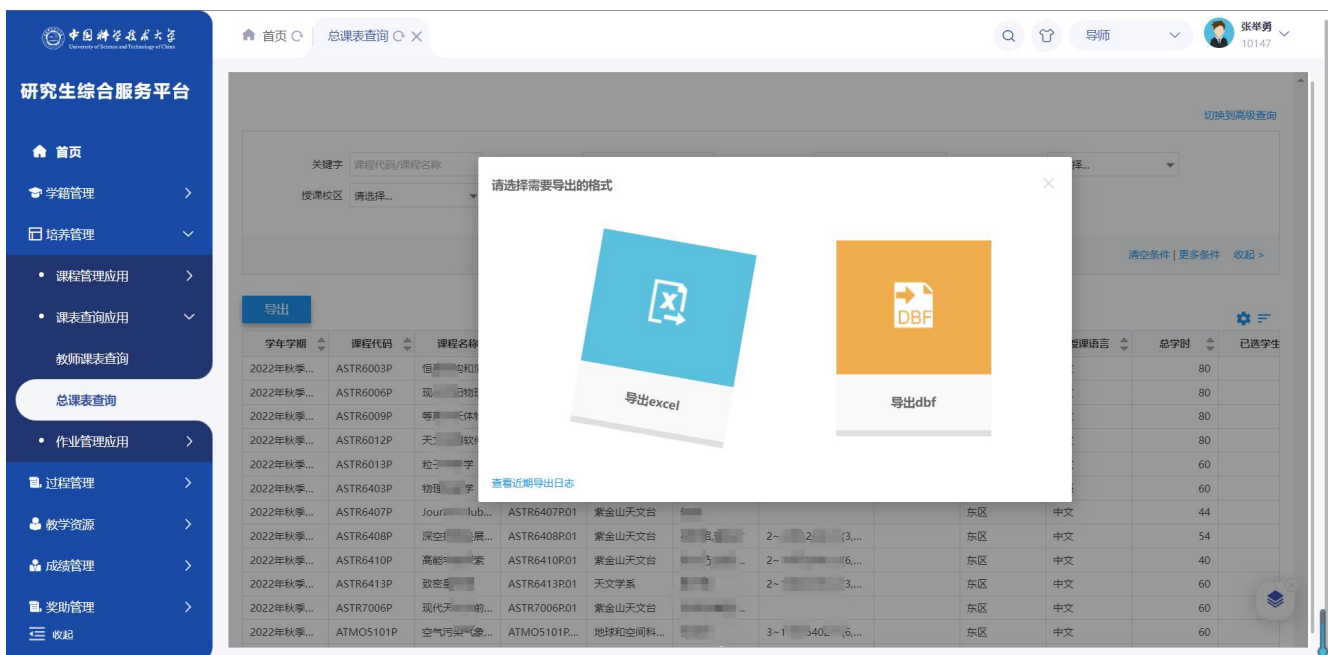 中国科学技术大学
University of Science and Technology of China
首页
总课表查询
导师
张举勇
10147
研究生综合服务平台
切换到高级查询
首页
学籍管理
培养管理
课程管理应用
课表查询应用
教师课表查询
总课表查询
作业管理应用
过程管理
教学资源
成绩管理
奖助管理
收起
关键字 课程代码/课程名称
授课校区 请选择...
请选择需要导出的格式
导出excel
DBF
导出dbf
查看近期导出日志
清空条件 | 更多条件 收起 >
导出
学年学期 课程代码 课程名称 授课语言 总学时 已选学生
2022年秋季... ASTR6003P 80
2022年秋季... ASTR6006P 80
2022年秋季... ASTR6009P 80
2022年秋季... ASTR6012P 80
2022年秋季... ASTR6013P 60
2022年秋季... ASTR6403P 60
2022年秋季... ASTR6407P ASTR6407P.01 紫金山天文台 东区 中文 44
2022年秋季... ASTR6408P ASTR6408P.01 紫金山天文台 东区 中文 54
2022年秋季... ASTR6410P ASTR6410P.01 紫金山天文台 东区 中文 40
2022年秋季... ASTR6413P ASTR6413P.01 天文学系 东区 中文 60
2022年秋季... ASTR7006P ASTR7006P.01 紫金山天文台 东区 中文 60
2022年秋季... ATMO5101P ATMO5101P.... 地球和空间科... 东区 中文 60